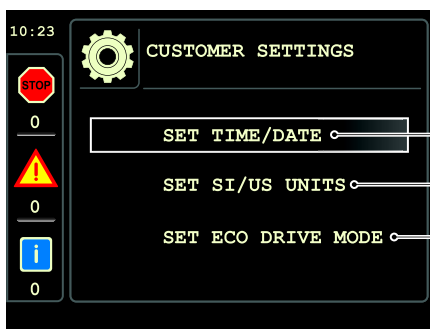 10:23
CUSTOMER SETTINGS
STOP
0
SET TIME/DATE
!
0
SET SI/US UNITS
i
0
SET ECO DRIVE MODE